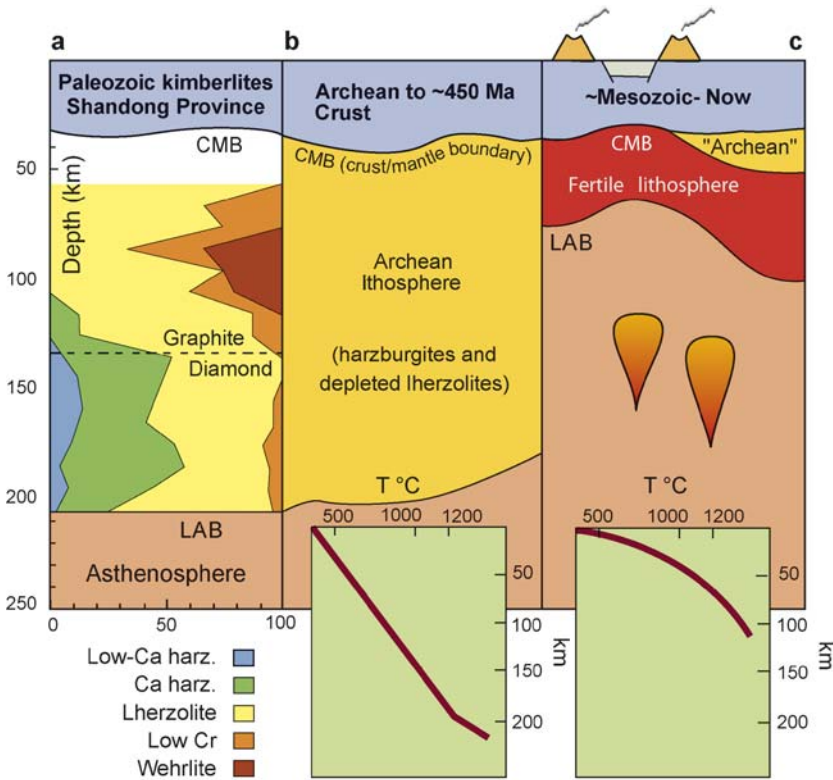 a
Paleozoic kimberlites
Shandong Province
CMB
Depth (km)
50
100
150
200
250
Graphite
Diamond
LAB
Asthenosphere
0
50
100
Low-Ca harz.
Ca harz.
Lherzolite
Low Cr
Wehrlite
b
Archean to ~450 Ma
Crust
CMB (crust/mantle boundary)
Archean
lthosphere
(harzburgites and
depleted lherzolites)
T °C
500
1000
1200
50
100
150
200
km
c
~Mesozoic- Now
CMB
"Archean"
Fertile lithosphere
LAB
T °C
500
1000
1200
50
100
150
200
km